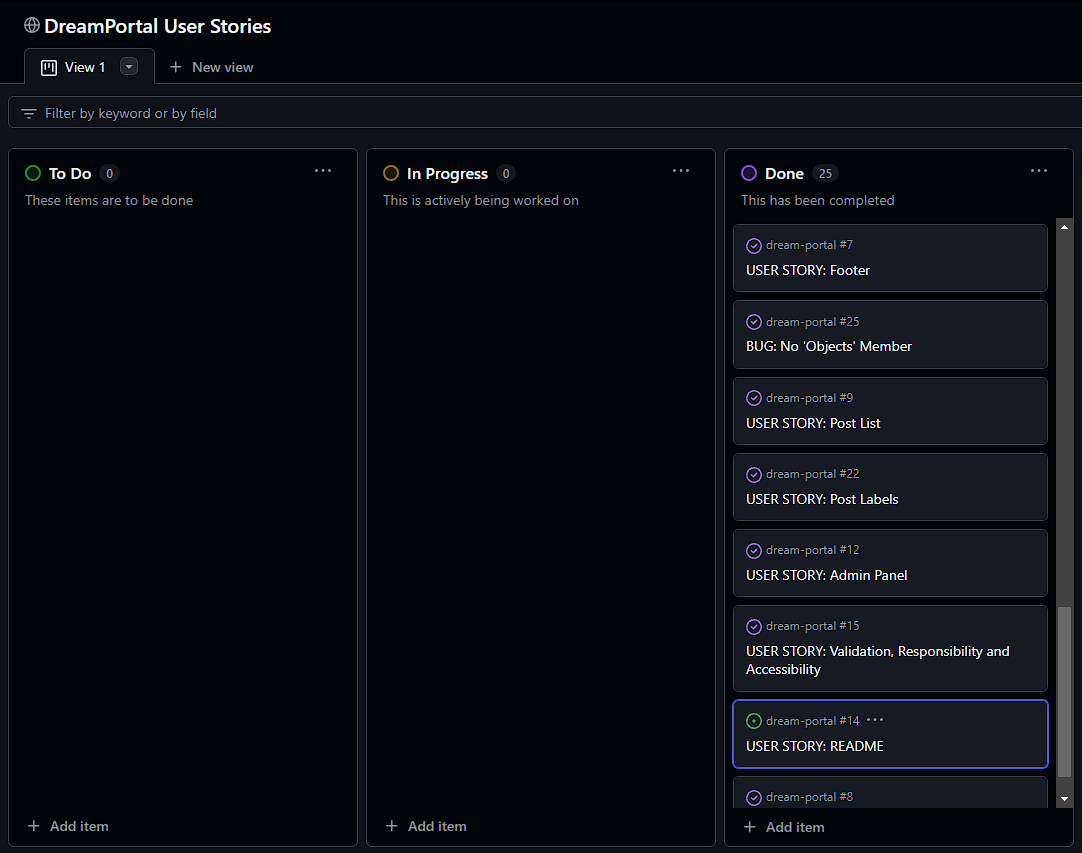 DreamPortal User Stories
View 1
New view
Filter by keyword or by field
To Do 0
These items are to be done
Add item
In Progress 0
This is actively being worked on
Add item
Done 25
This has been completed
dream-portal #7
USER STORY: Footer
dream-portal #25
BUG: No 'Objects' Member
dream-portal #9
USER STORY: Post List
dream-portal #22
USER STORY: Post Labels
dream-portal #12
USER STORY: Admin Panel
dream-portal #15
USER STORY: Validation, Responsibility and
Accessibility
dream-portal #14
USER STORY: README
dream-portal #8
Add item